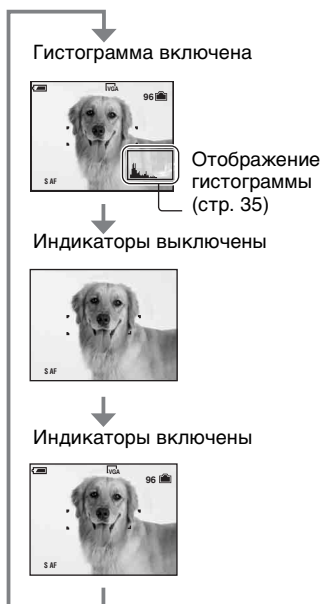 Гистограмма включена
VGA
96
S AF
Отображение
гистограммы
(стр. 35)
Индикаторы выключены
S AF
Индикаторы включены
VGA
96
S AF